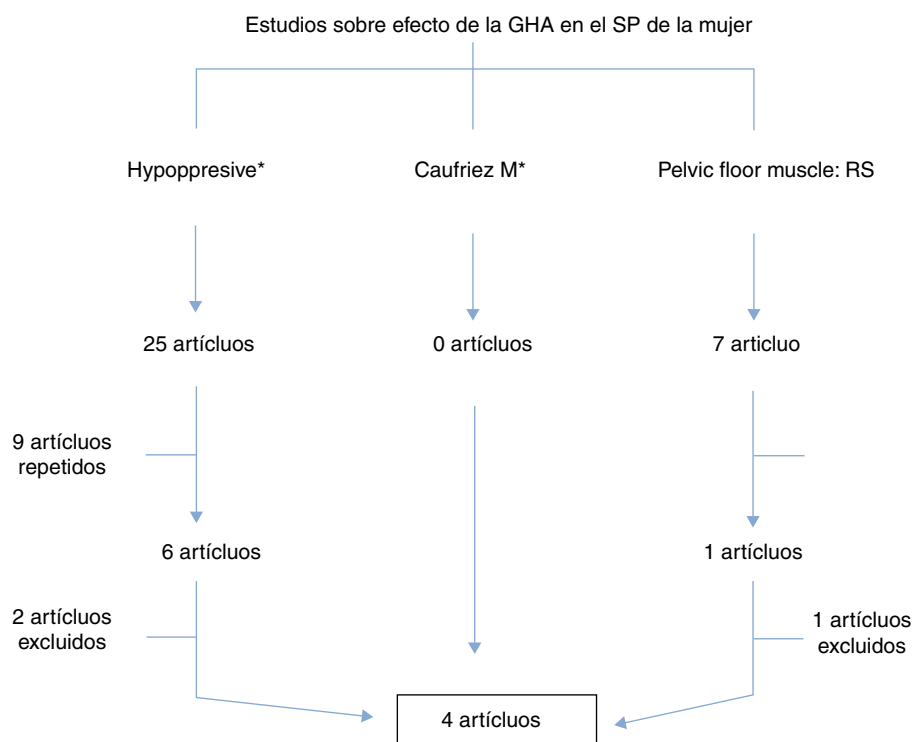 Estudios sobre efecto de la GHA en el SP de la mujer
Hypoppresive*
Caufriez M*
Pelvic floor muscle: RS
25 artícluos
0 artícluos
7 articluo
9 artícluos
repetidos
6 artícluos
1 artícluos
2 artícluos
excluidos
1 artícluos
excluidos
4 artícluos